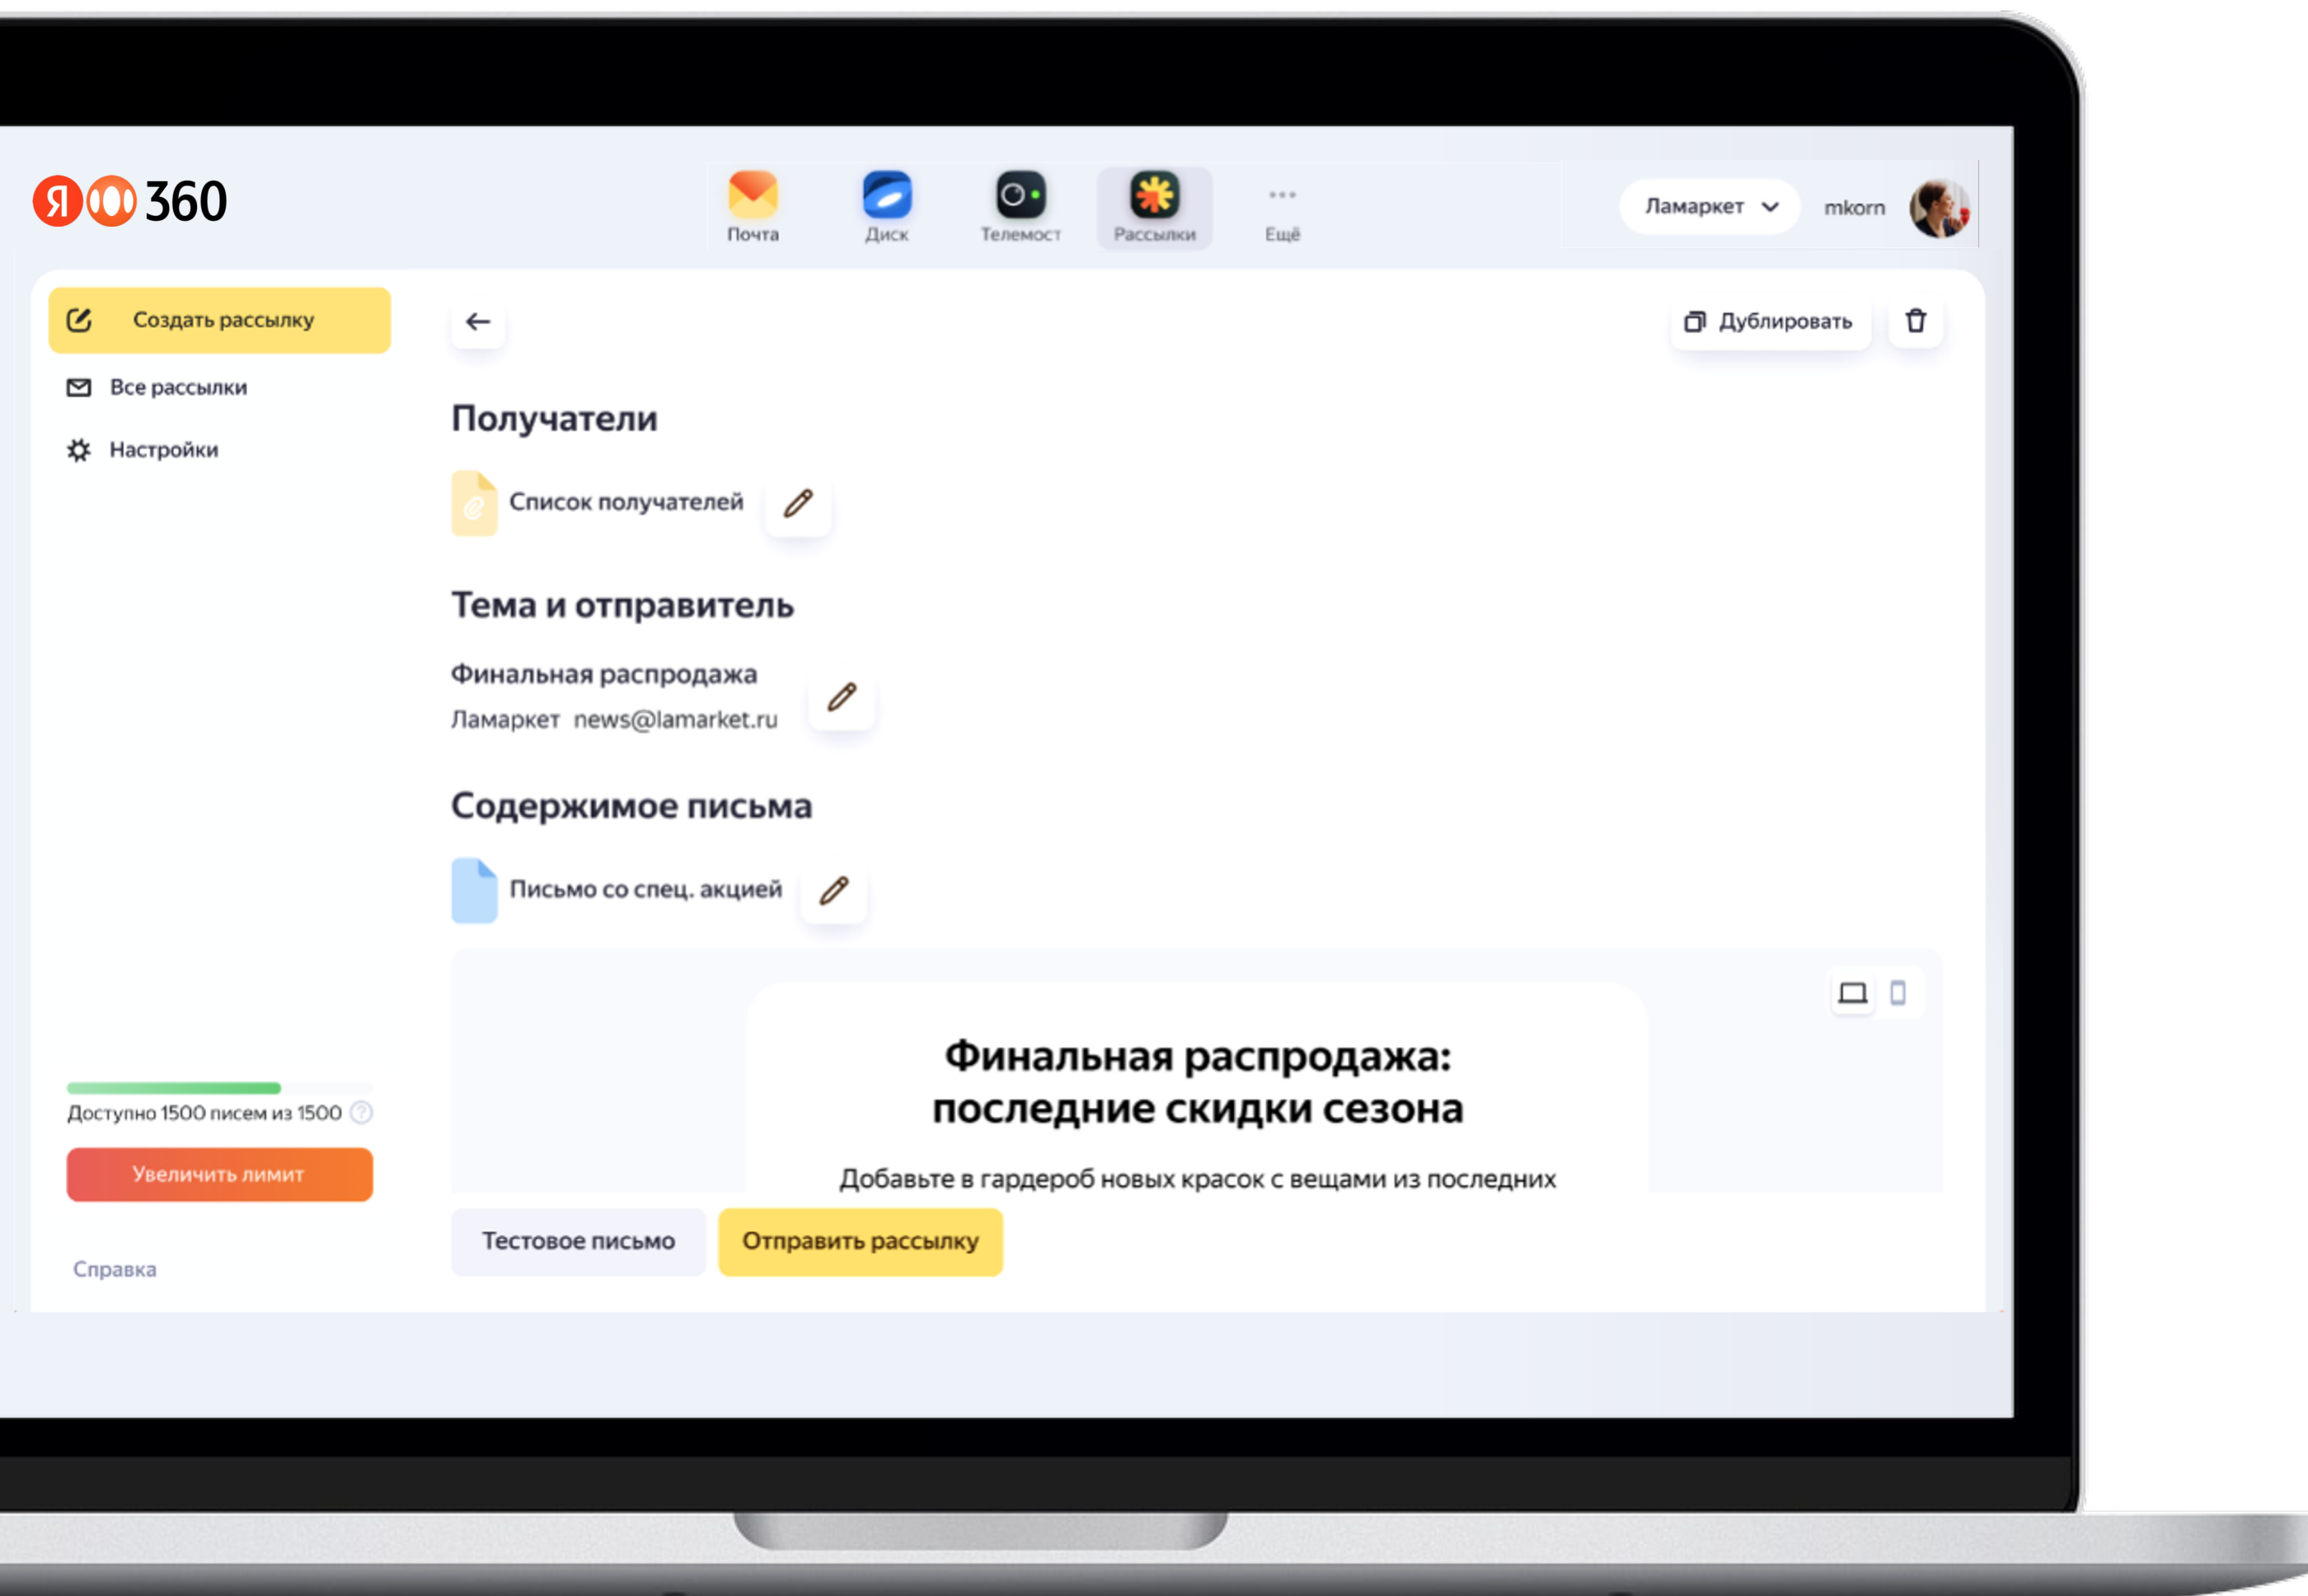 Я 360
Почта
Диск
Телемост
Рассылки
Ещё
Ламаркет
mkorn
Создать рассылку
Все рассылки
Настройки
Дублировать
Получатели
Список получателей
Тема и отправитель
Финальная распродажа
Ламаркет news@lamarket.ru
Содержимое письма
Письмо со спец. акцией
Финальная распродажа:
последние скидки сезона
Добавьте в гардероб новых красок с вещами из последних
Доступно 1500 писем из 1500 ?
Увеличить лимит
Справка
Тестовое письмо
Отправить рассылку